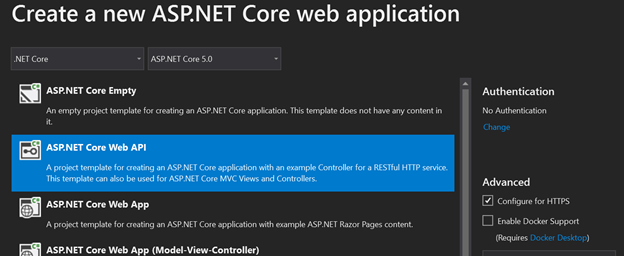 Create a new ASP.NET Core web application
.NET Core
ASP.NET Core 5.0
ASP.NET Core Empty
An empty project template for creating an ASP.NET Core application. This template does not have any content in
it.
ASP.NET Core Web API
A project template for creating an ASP.NET Core application with an example Controller for a RESTful HTTP service.
This template can also be used for ASP.NET Core MVC Views and Controllers.
ASP.NET Core Web App
A project template for creating an ASP.NET Core application with example ASP.NET Razor Pages content.
ASP.NET Core Web App (Model-View-Controller)
Authentication
No Authentication
Change
Advanced
Configure for HTTPS
Enable Docker Support
(Requires Docker Desktop)